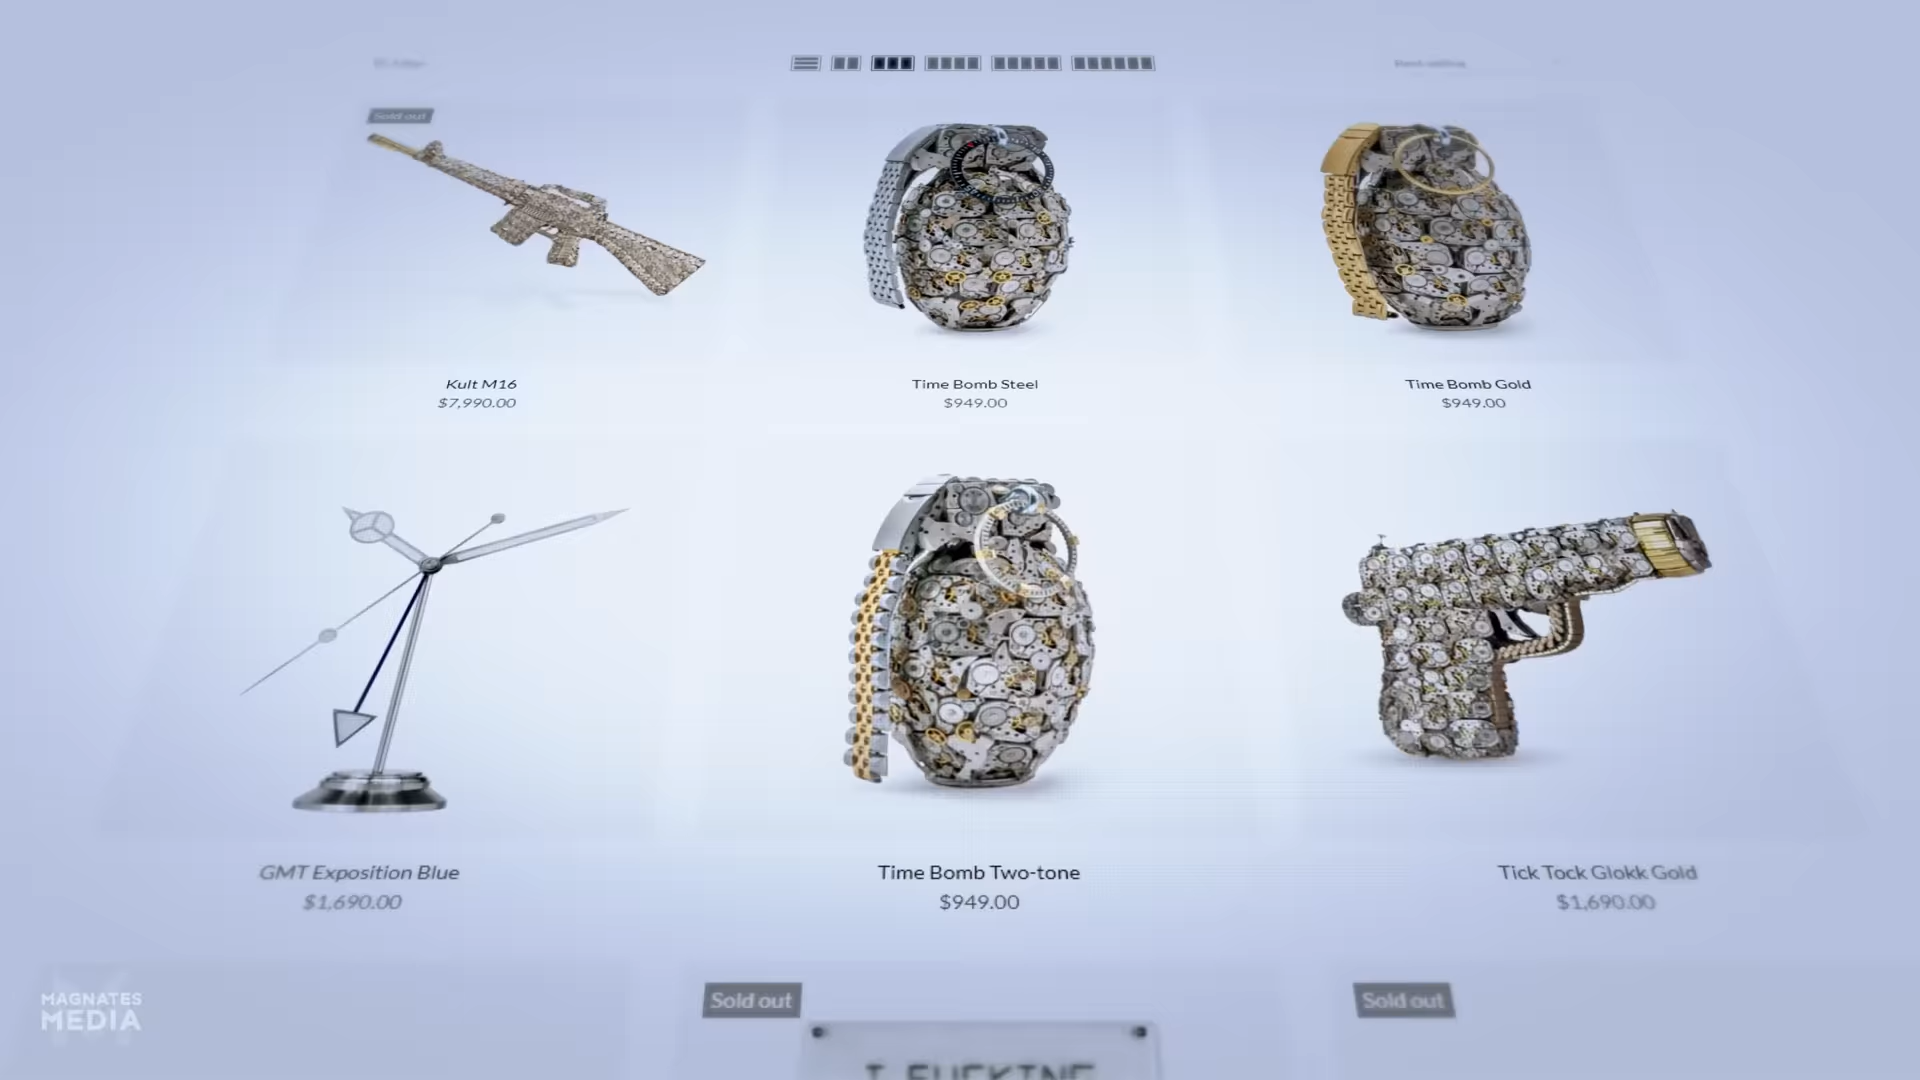 Sold out
Kult M16
$7,990.00
Time Bomb Steel
$949.00
Time Bomb Gold
$949.00
GMT Exposition Blue
$1,690.00
Time Bomb Two-tone
$949.00
Tick Tock Glokk Gold
$1,690.00
Sold out
Sold out
I FUCKING
MAGNATES
MEDIA